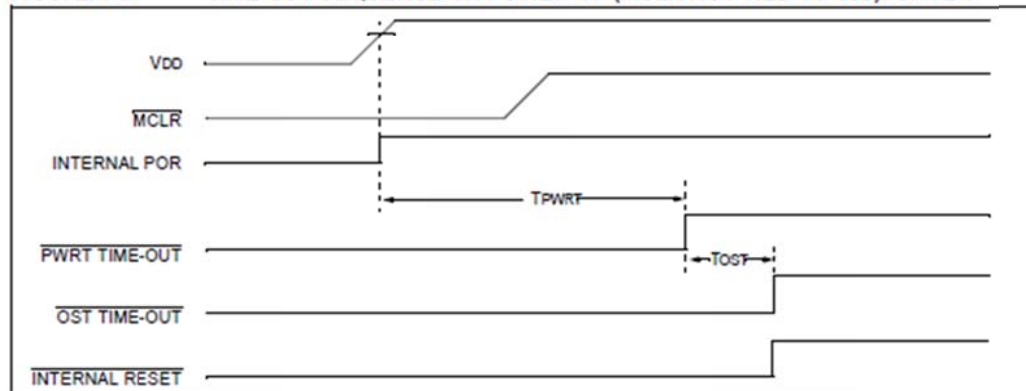 VDD
MCLR
INTERNAL POR
TPWRT
PWRT TIME-OUT
TOST
OST TIME-OUT
INTERNAL RESET